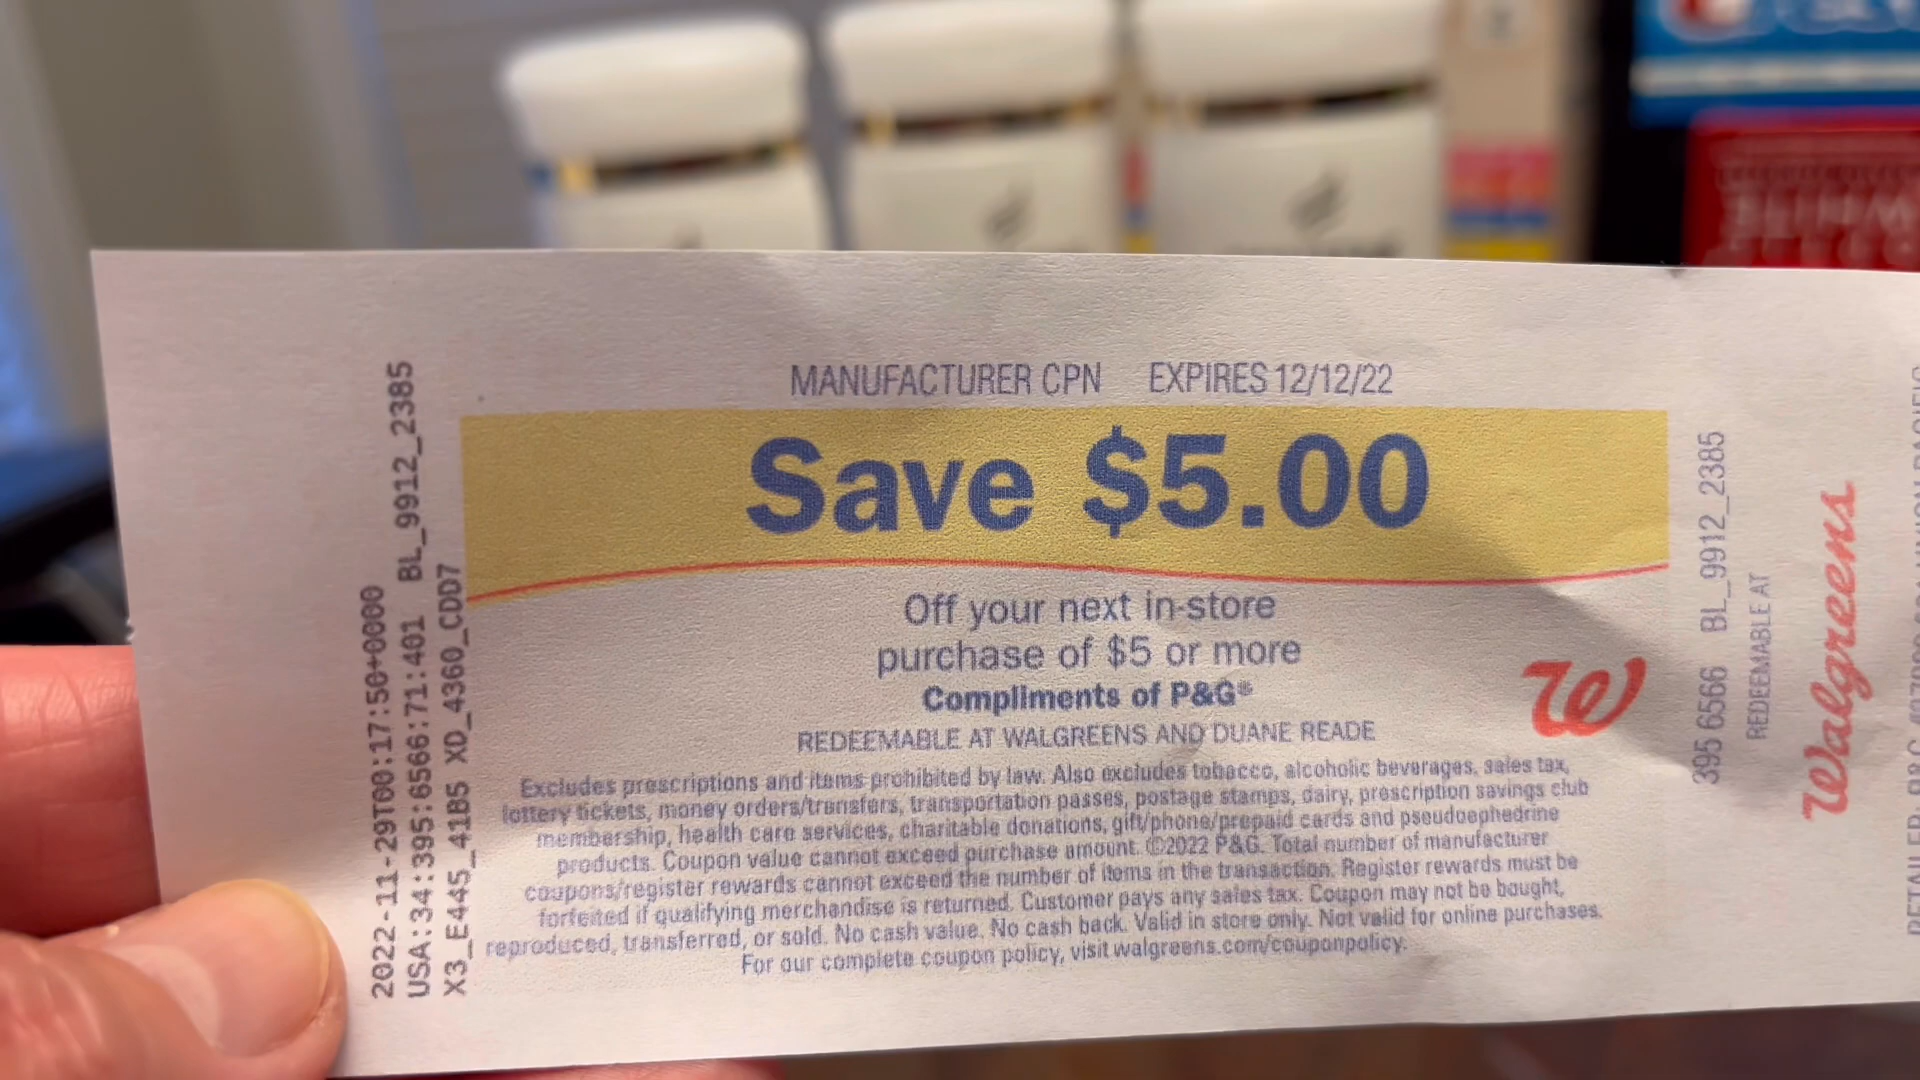 MANUFACTURER CPN EXPIRES 12/12/22
Save $5.00
Off your next in-store
purchase of $5 or more
Compliments of P&G®
REDEEMABLE AT WALGREENS AND DUANE READE
W
Excludes prescriptions and items prohibited by law. Also excludes tobacco, alcoholic beverages, sales tax,
lottery tickets, money orders/transfers, transportation passes, postage stamps, dairy, prescription savings club
membership, health care services, charitable donations, gift/phone/prepaid cards and pseudoephedrine
products. Coupon value cannot exceed purchase amount. ©2022 P&G. Total number of manufacturer
coupons/register rewards cannot exceed the number of items in the transaction. Register rewards must be
forfeited if qualifying merchandise is returned. Customer pays any sales tax. Coupon may not be bought,
reproduced, transferred, or sold. No cash value. No cash back. Valid in store only. Not valid for online purchases.
For our complete coupon policy, visit walgreens.com/couponpolicy.
2022-11-29T00:17:50+0000
USA:34:395:6566:71:401 BL_9912_2385
X3_E445_41B5 XD_4360_CDD7
395 6566 BL_9912_2385
REDEEMABLE AT
Walgreens
RETAILER: P&G